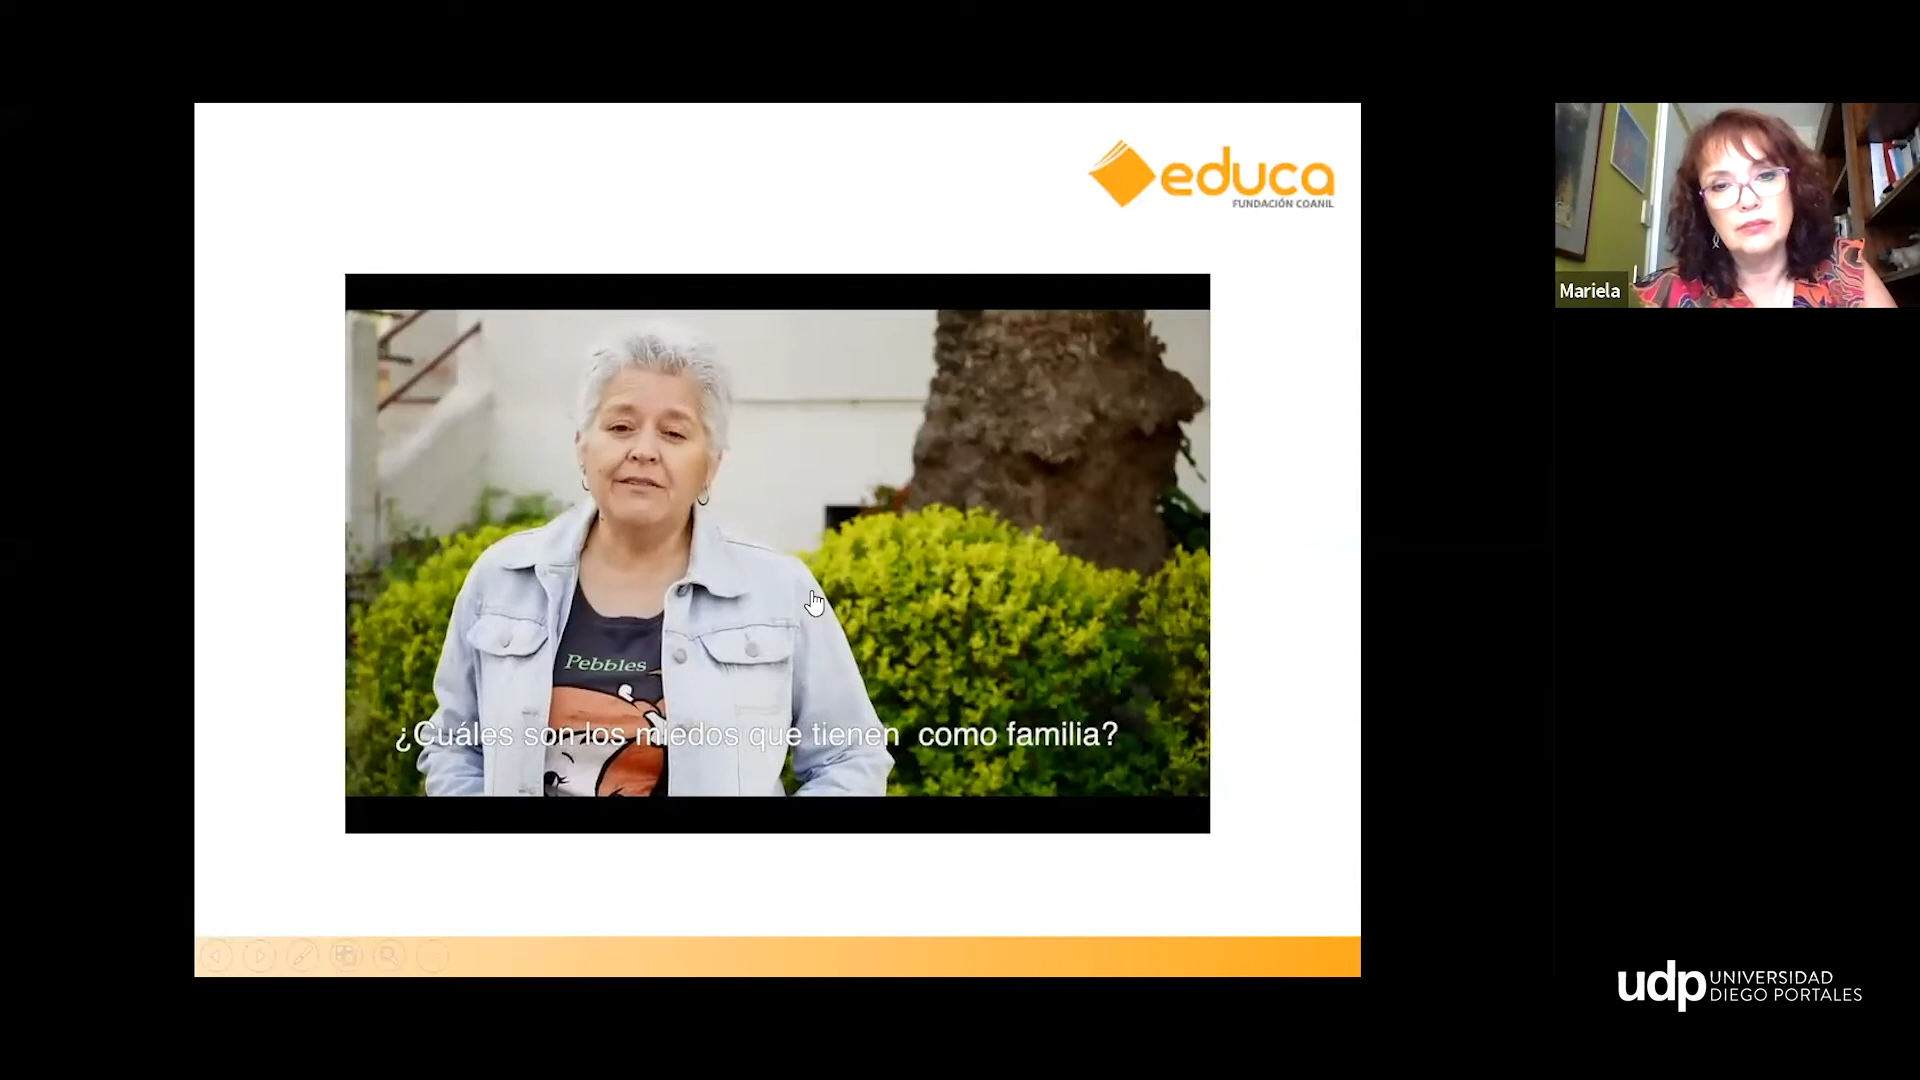 educa
FUNDACIÓN COANIL
Mariela
Pebbles
¿Cuáles son los miedos que tienen como familia?
udp UNIVERSIDAD
DIEGO PORTALES